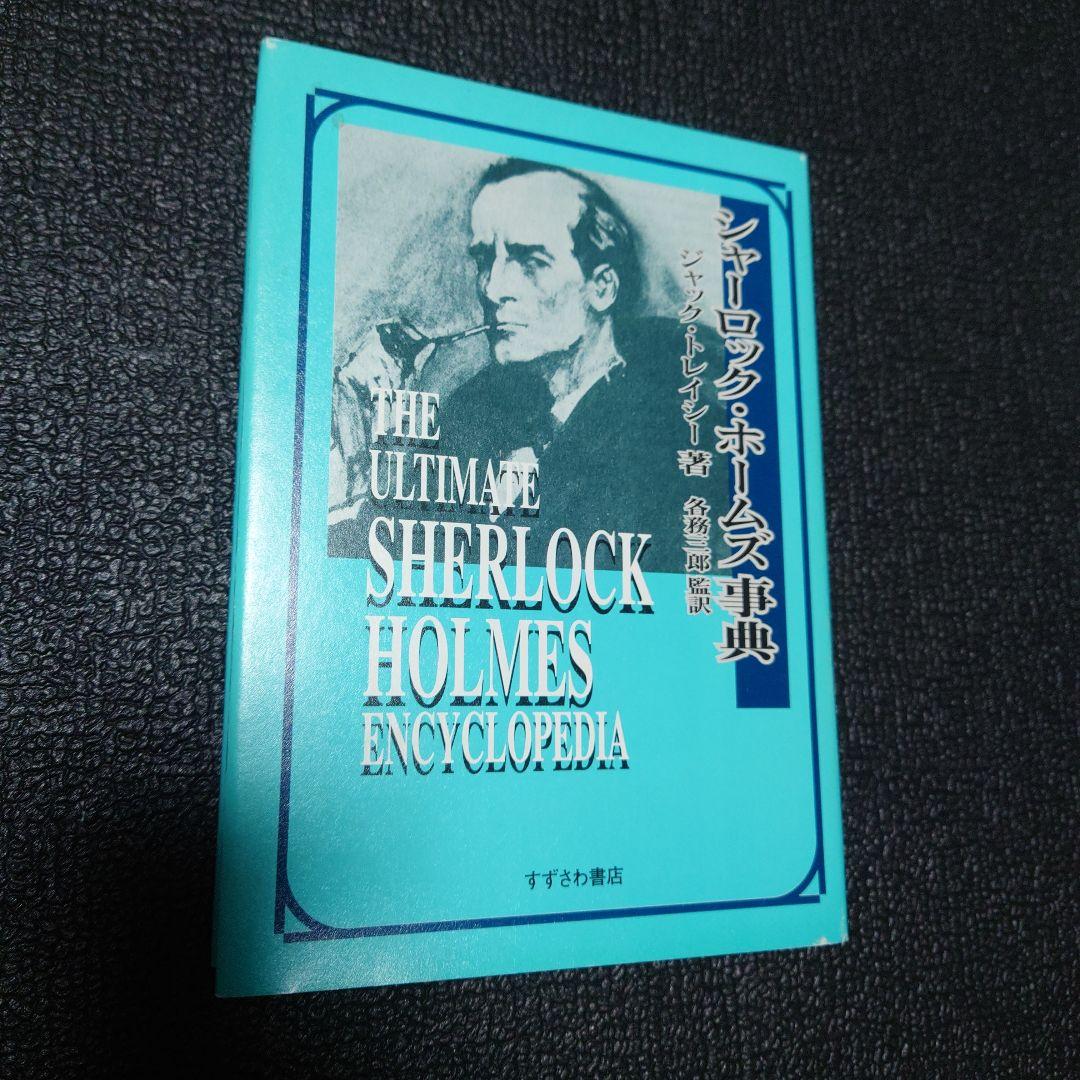 シャーロック・ホームズ事典
ジャック・トレイシー 著 各務三郎 監訳
THE
ULTIMATE
SHERLOCK
HOLMES
ENCYCLOPEDIA
すずさわ書店